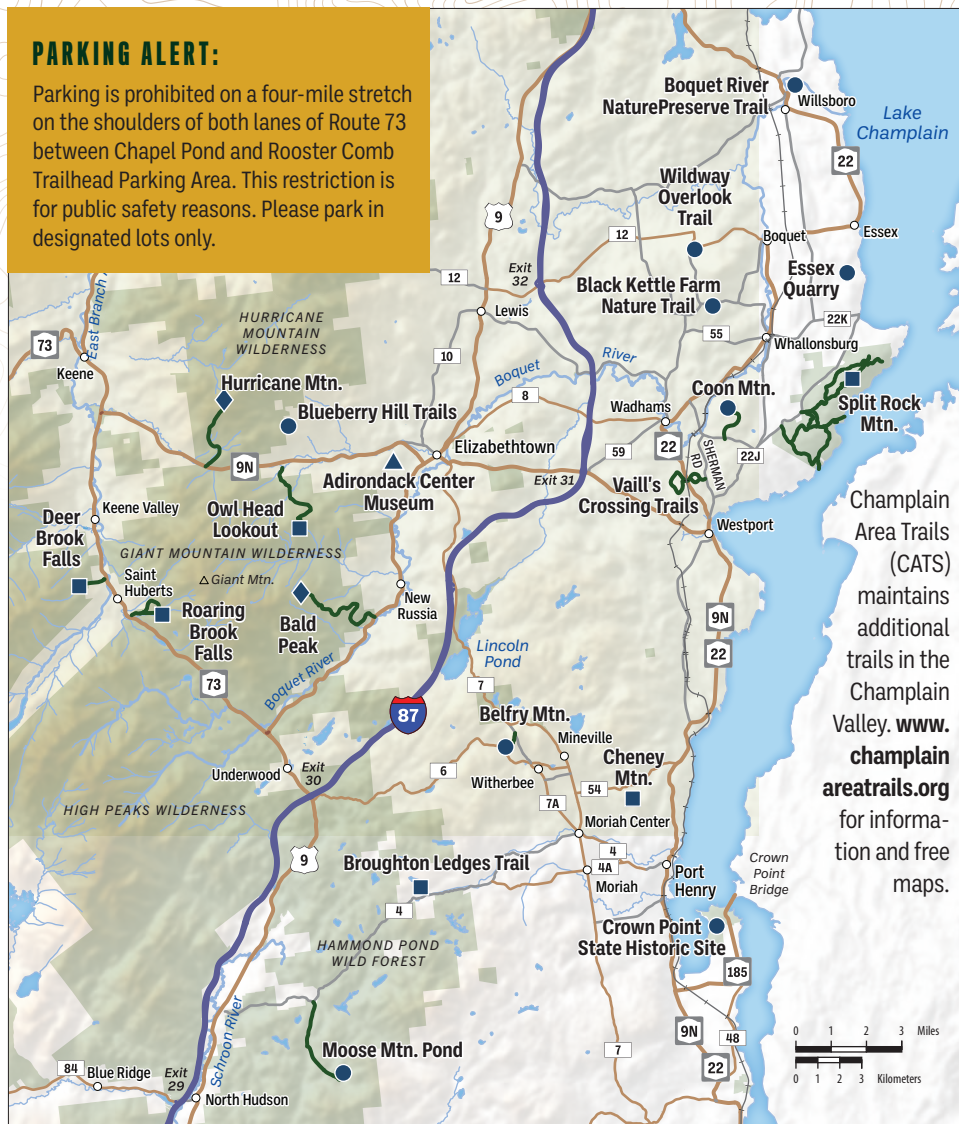 PARKING ALERT:
Parking is prohibited on a four-mile stretch
on the shoulders of both lanes of Route 73
between Chapel Pond and Rooster Comb
Trailhead Parking Area. This restriction is
for public safety reasons. Please park in
designated lots only.
Boquet River
NaturePreserve Trail
Willsboro
Lake
Champlain
22
Wildway
Overlook
Trail
9
12
Boquet
Essex
12
Exit
32
Essex
Quarry
Black Kettle Farm
Nature Trail
East Branch
HURRICANE
MOUNTAIN
WILDERNESS
Lewis
22K
55
73
Whallonsburg
Keene
10
Boquet
River
Hurricane Mtn.
8
Coon Mtn.
Split Rock
Mtn.
Blueberry Hill Trails
Wadhams
22
Elizabethtown
59
SHERMAN
RD
22J
9N
Adirondack Center
Museum
Exit 31
Vaill's
Crossing Trails
Owl Head
Lookout
Keene Valley
Deer
Brook
Falls
Westport
GIANT MOUNTAIN WILDERNESS
Saint
Huberts
Giant Mtn.
New
Russia
Roaring
Brook
Falls
Bald
Peak
9N
22
Lincoln
Pond
Boquet River
73
7
87
Belfry Mtn.
Mineville
Cheney
Mtn.
Underwood
Exit
30
6
Witherbee
54
7A
HIGH PEAKS WILDERNESS
Moriah Center
4
9
Broughton Ledges Trail
4A
Moriah
Port
Henry
Crown
Point
Bridge
4
Crown Point
State Historic Site
HAMMOND POND
WILD FOREST
185
Schroon River
9N
48
Moose Mtn. Pond
7
22
84
Blue Ridge
Exit
29
North Hudson
Champlain
Area Trails
(CATS)
maintains
additional
trails in the
Champlain
Valley. www.
champlain
areatrails.org
for informa-
tion and free
maps.
0 1 2 3 Miles
0 1 2 3 Kilometers